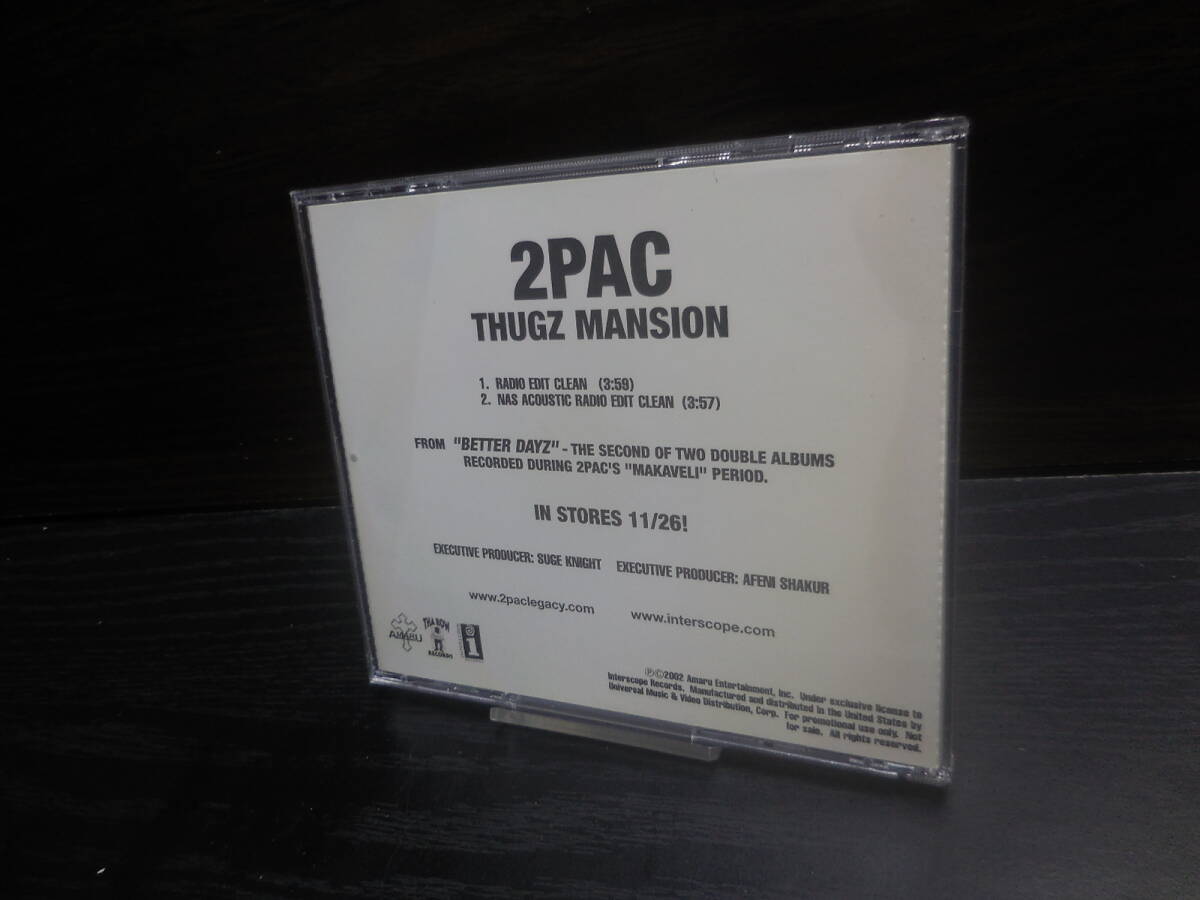 2PAC
THUGZ MANSION
1. RADIO EDIT CLEAN (3:59)
2. NAS ACOUSTIC RADIO EDIT CLEAN (3:57)
FROM "BETTER DAYZ" - THE SECOND OF TWO DOUBLE ALBUMS
RECORDED DURING 2PAC'S "MAKAVELI" PERIOD.
IN STORES 11/26!
EXECUTIVE PRODUCER: SUGE KNIGHT EXECUTIVE PRODUCER: AFENI SHAKUR
www.2paclegacy.com www.interscope.com
AMARU
THA ROW
RECORDS
i
℗©2002 Amaru Entertainment, Inc. Under exclusive license to
Interscope Records. Manufactured and distributed in the United States by
Universal Music & Video Distribution, Corp. For promotional use only. Not
for sale. All rights reserved.